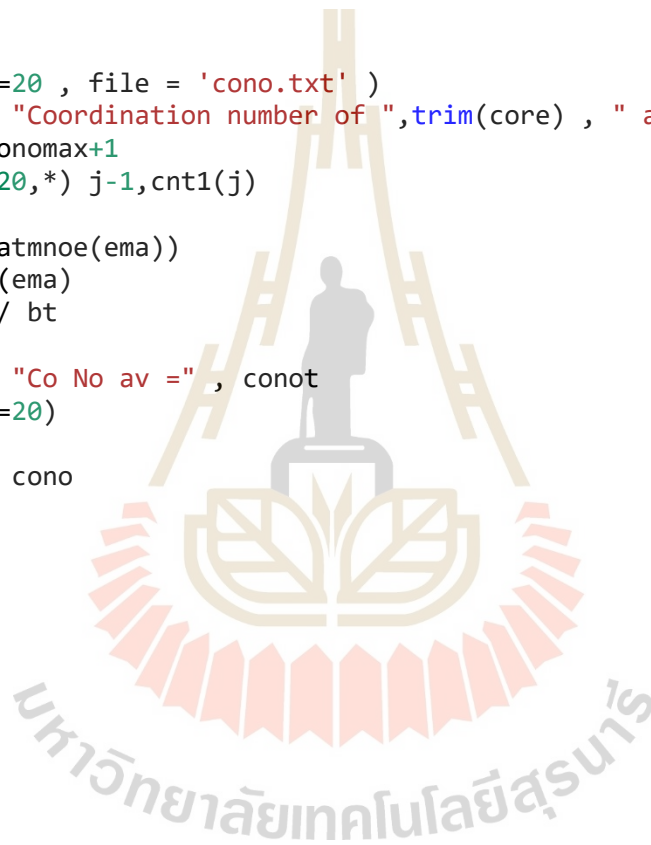 =20 , file = 'cono.txt' )
"Coordination number of ",trim(core) , " a
onomax+1
20,*) j-1,cnt1(j)
atmnoe(ema))
(ema)
/ bt
"Co No av =" , conot
=20)
cono
มหาวิทยาลัยเทคโนโลยีสุรนารี